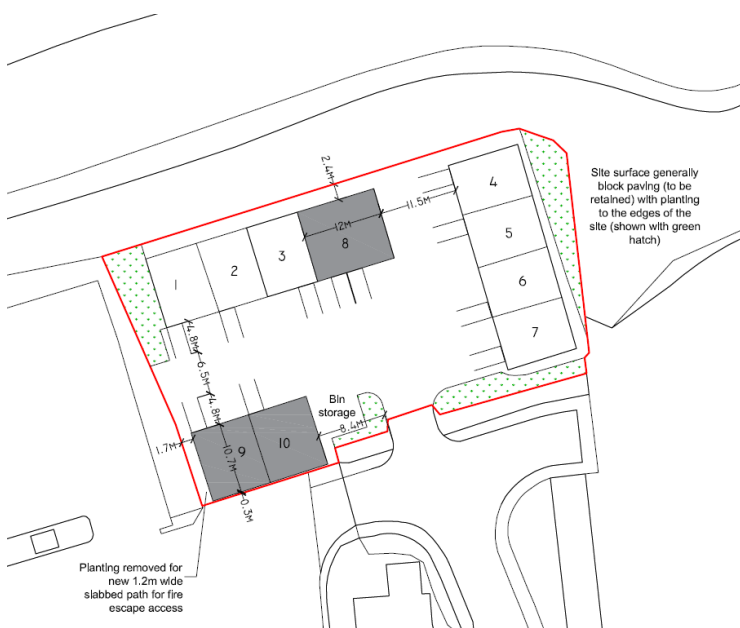 2.4M
4
11.5M
Site surface generally
block paving (to be
retained) with planting
to the edges of the
site (shown with green
hatch)
12M
8
3
2
1
5
6
7
4.8M
6.5M
4.8M
Bin
storage
8.4M
1.7M
9
10
10.7M
0.3M
Planting removed for
new 1.2m wide
slabbed path for fire
escape access